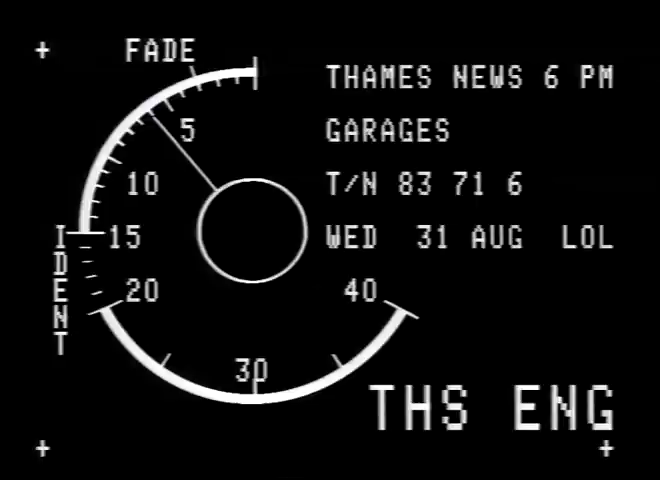 FADE
THAMES NEWS 6 PM
GARAGES
T/N 83 71 6
WED 31 AUG LOL
5
10
15
20
30
40
IDENT
THS ENG